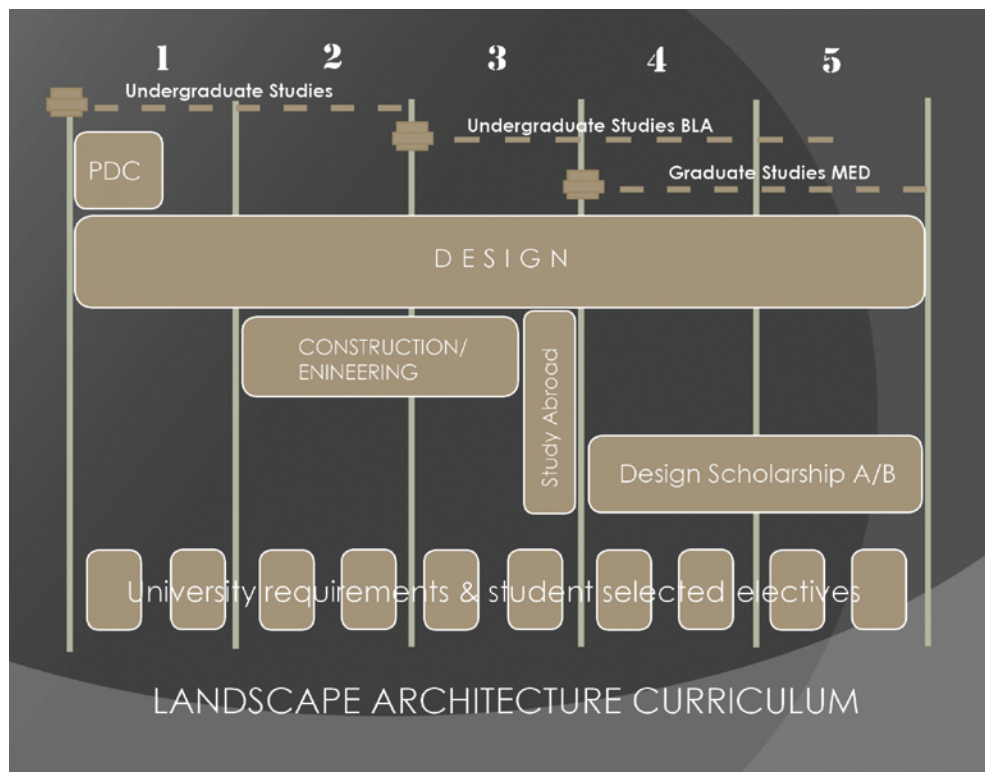 1 2 3 4 5
Undergraduate Studies
Undergraduate Studies BLA
Graduate Studies MED
PDC
DESIGN
CONSTRUCTION/
ENINEERING
Study Abroad
Design Scholarship A/B
University requirements & student selected electives
LANDSCAPE ARCHITECTURE CURRICULUM